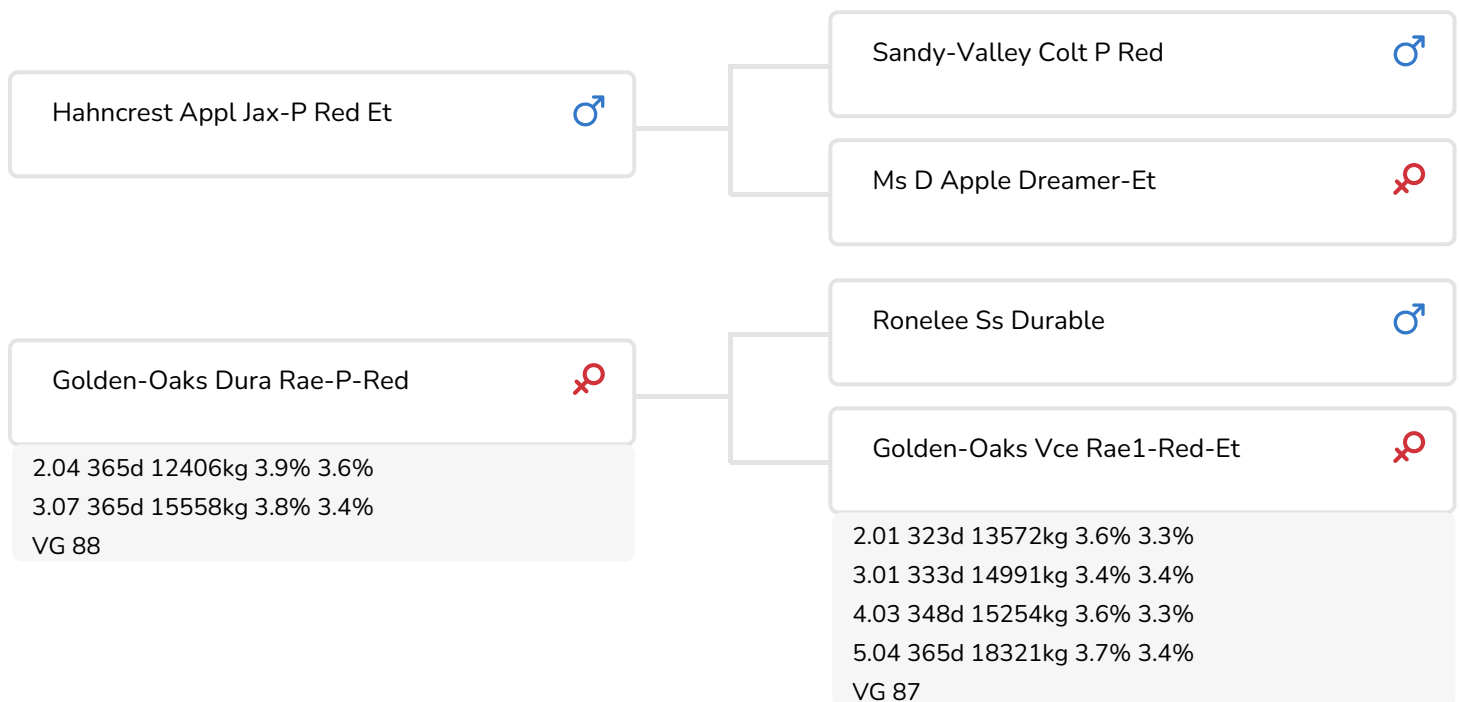 Sandy-Valley Colt P Red
Hahncrest Appl Jax-P Red Et
Ms D Apple Dreamer-Et
Ronelee Ss Durable
Golden-Oaks Dura Rae-P-Red
2.04 365d 12406kg 3.9% 3.6%
3.07 365d 15558kg 3.8% 3.4%
VG 88
Golden-Oaks Vce Rae1-Red-Et
2.01 323d 13572kg 3.6% 3.3%
3.01 333d 14991kg 3.4% 3.4%
4.03 348d 15254kg 3.6% 3.3%
5.04 365d 18321kg 3.7% 3.4%
VG 87